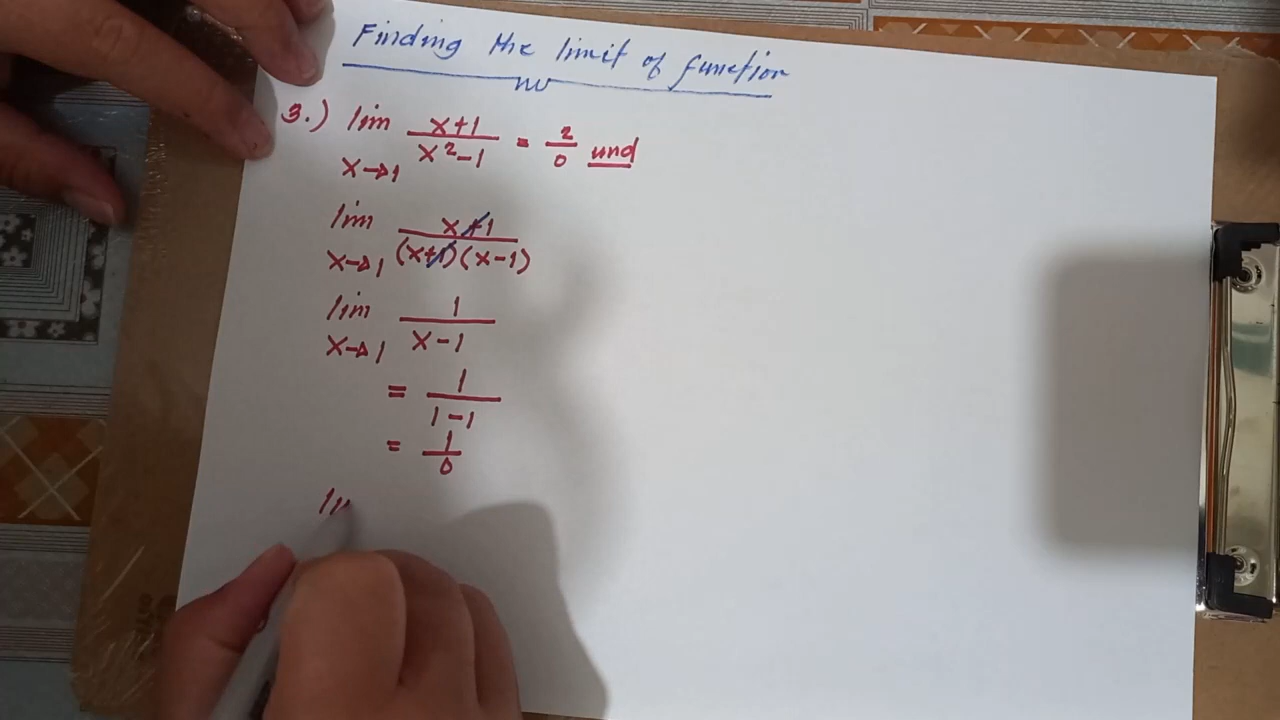 Finding the limit of function
3.) lim x→1 x+1 / x²-1 = 2/0 und
lim x→1 x+1 / (x+1)(x-1)
lim x→1 1 / x-1
= 1 / 1-1
= 1/0